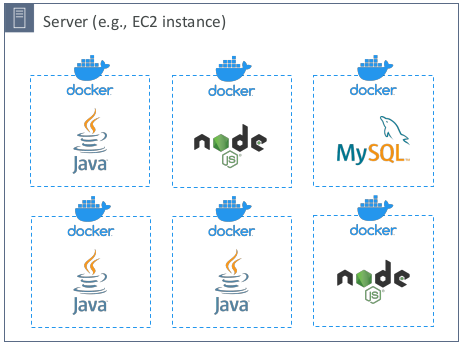 Server (e.g., EC2 instance)
docker docker docker
Java node JS MySQL
docker docker docker
Java Java node JS